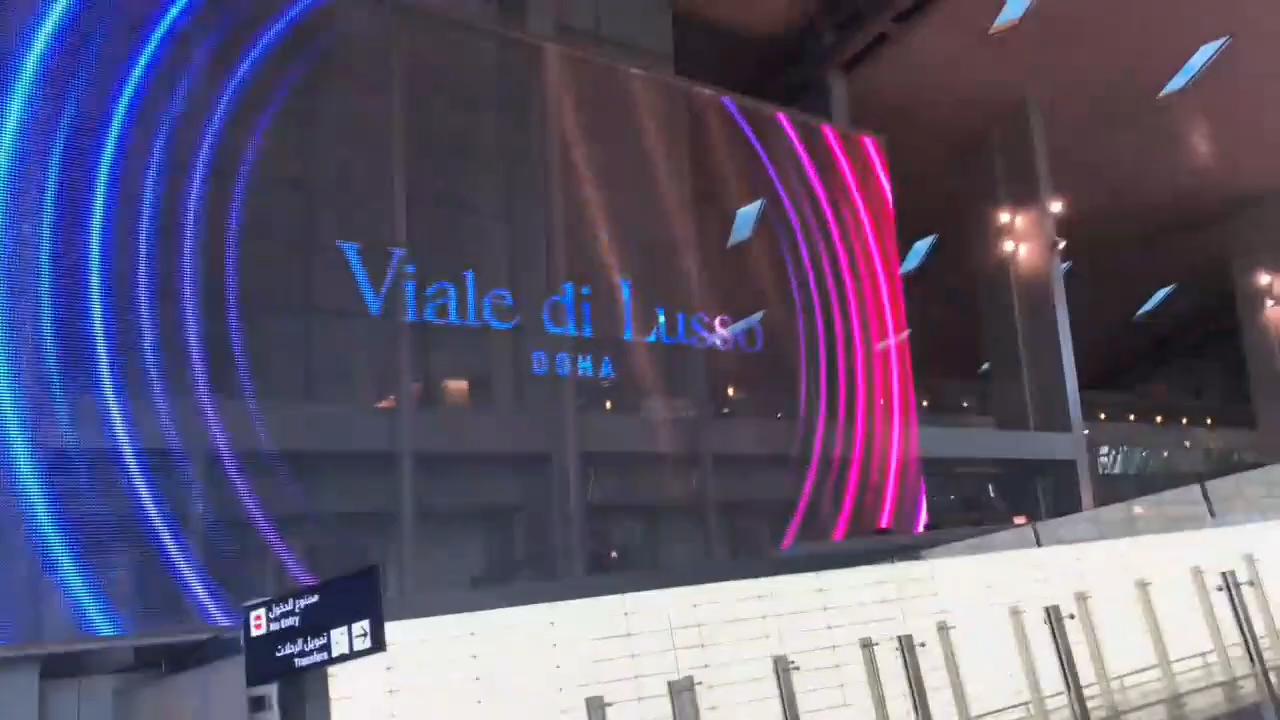 Viale di Lusso
DOHA
ممنوع الدخول
No Entry
تحويل الرحلات
Transfers